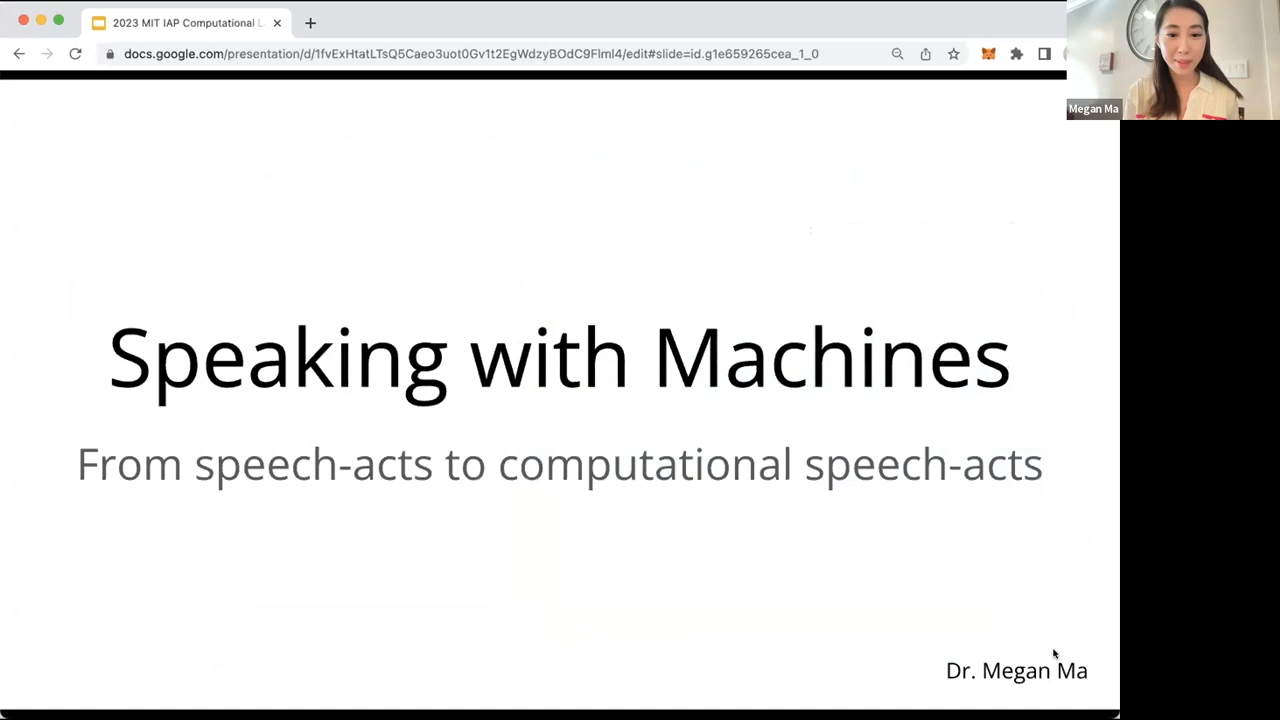 2023 MIT IAP Computational L
docs.google.com/presentation/d/1fvExHtatLTsQ5Caeo3uot0Gv1t2EgWdzyBOdC9Flml4/edit#slide=id.g1e659265cea_1_0
Megan Ma
Speaking with Machines
From speech-acts to computational speech-acts
Dr. Megan Ma